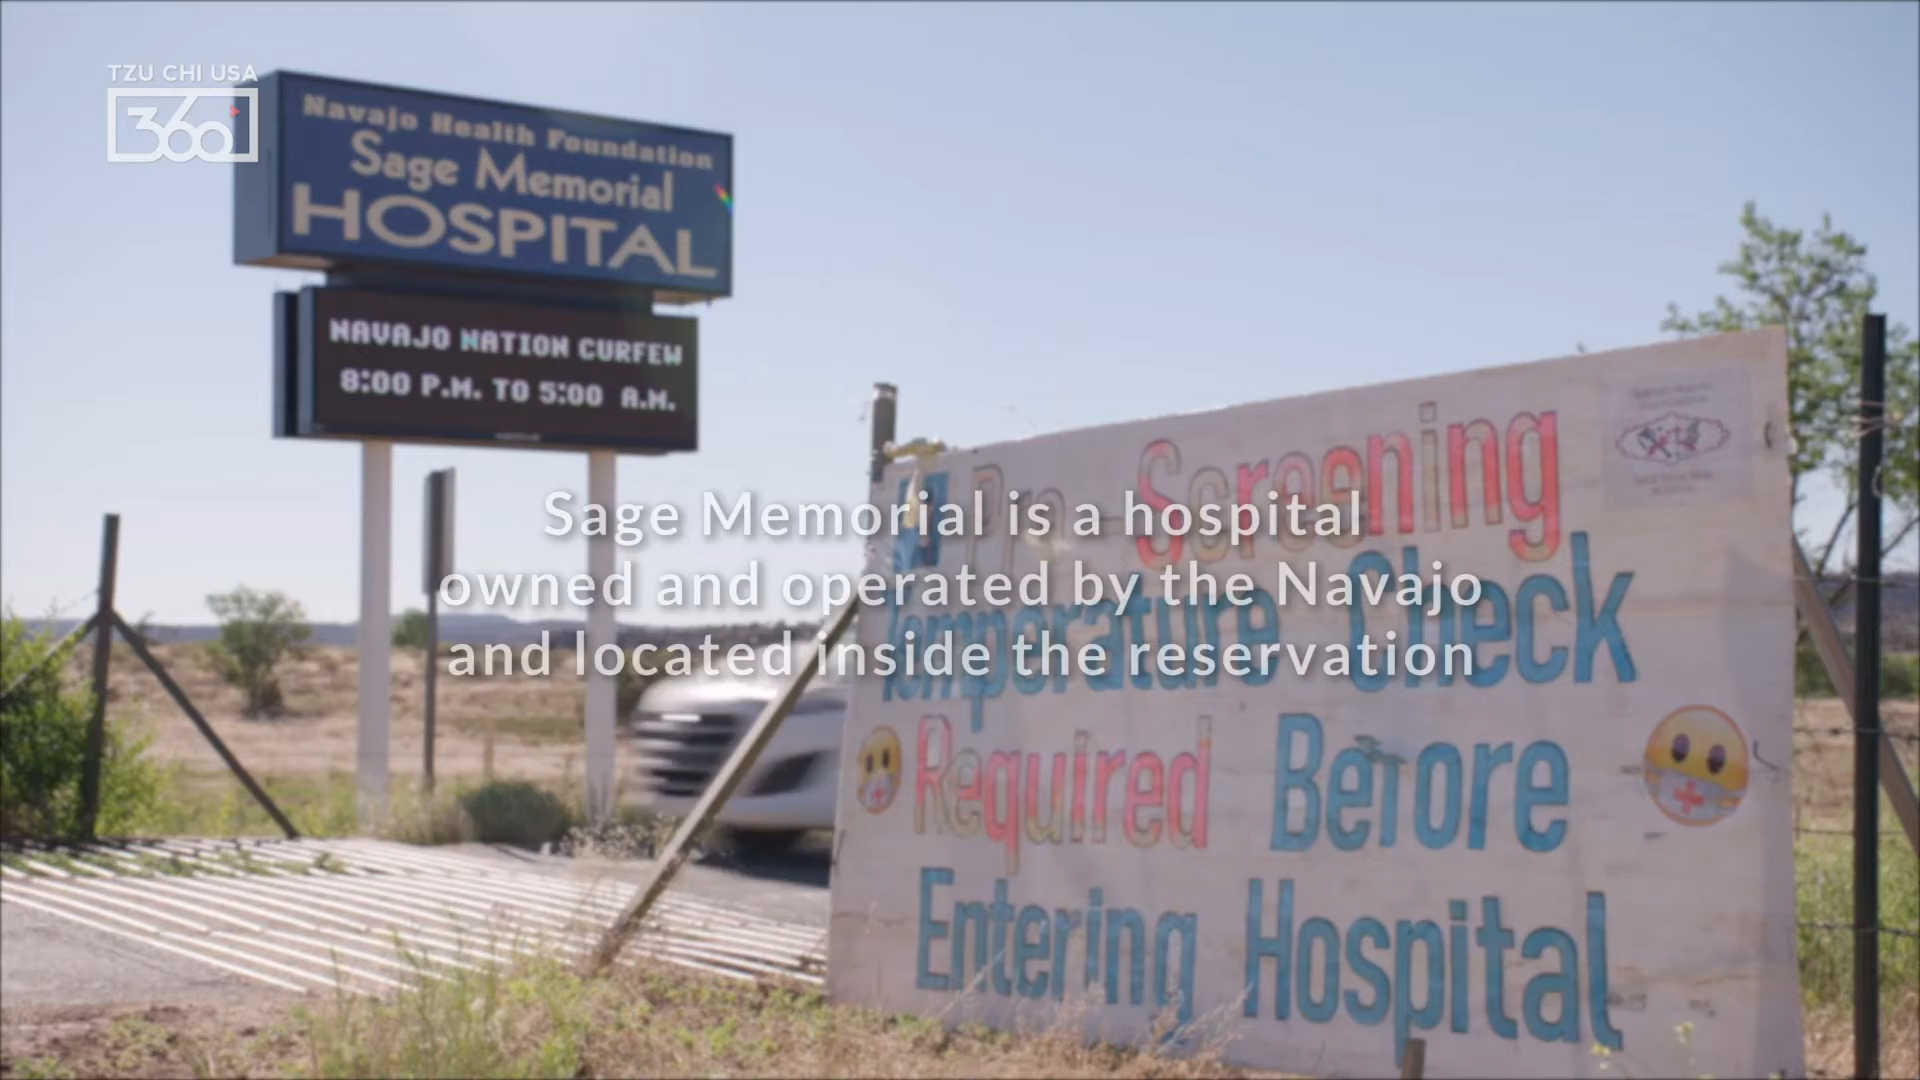 TZU CHI USA
360
Navajo Health Foundation
Sage Memorial
HOSPITAL
NAVAJO NATION CURFEW
8:00 P.M. TO 5:00 A.M.
Sage Memorial is a hospital
owned and operated by the Navajo
and located inside the reservation
Pre Screening
Temperature Check
Required Before
Entering Hospital